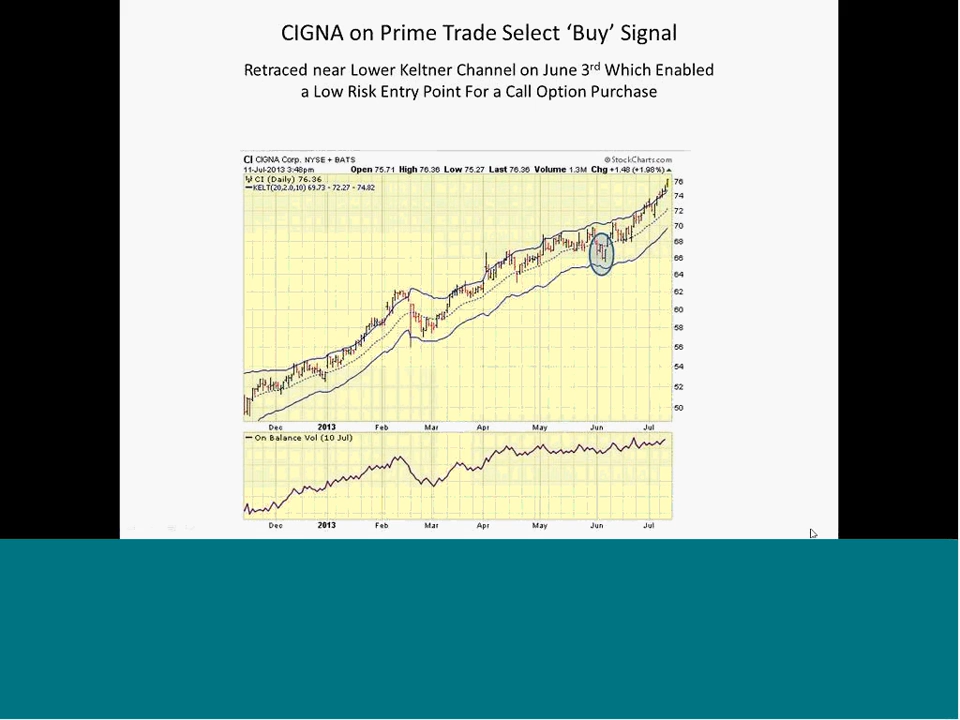 CIGNA on Prime Trade Select ‘Buy’ Signal
Retraced near Lower Keltner Channel on June 3rd Which Enabled
a Low Risk Entry Point For a Call Option Purchase
CI CIGNA Corp. NYSE + BATS © StockCharts.com
11-Jul-2013 3:48pm Open 75.71 High 76.36 Low 75.27 Last 76.36 Volume 1.3M Chg +1.48 (+1.98%)
CI (Daily) 76.36
KELT(20,2.0,10) 69.73 - 72.27 - 74.82
76
74
72
70
68
66
64
62
60
58
56
54
52
50
Dec 2013 Feb Mar Apr May Jun Jul
On Balance Vol (10 Jul)
Dec 2013 Feb Mar Apr May Jun Jul